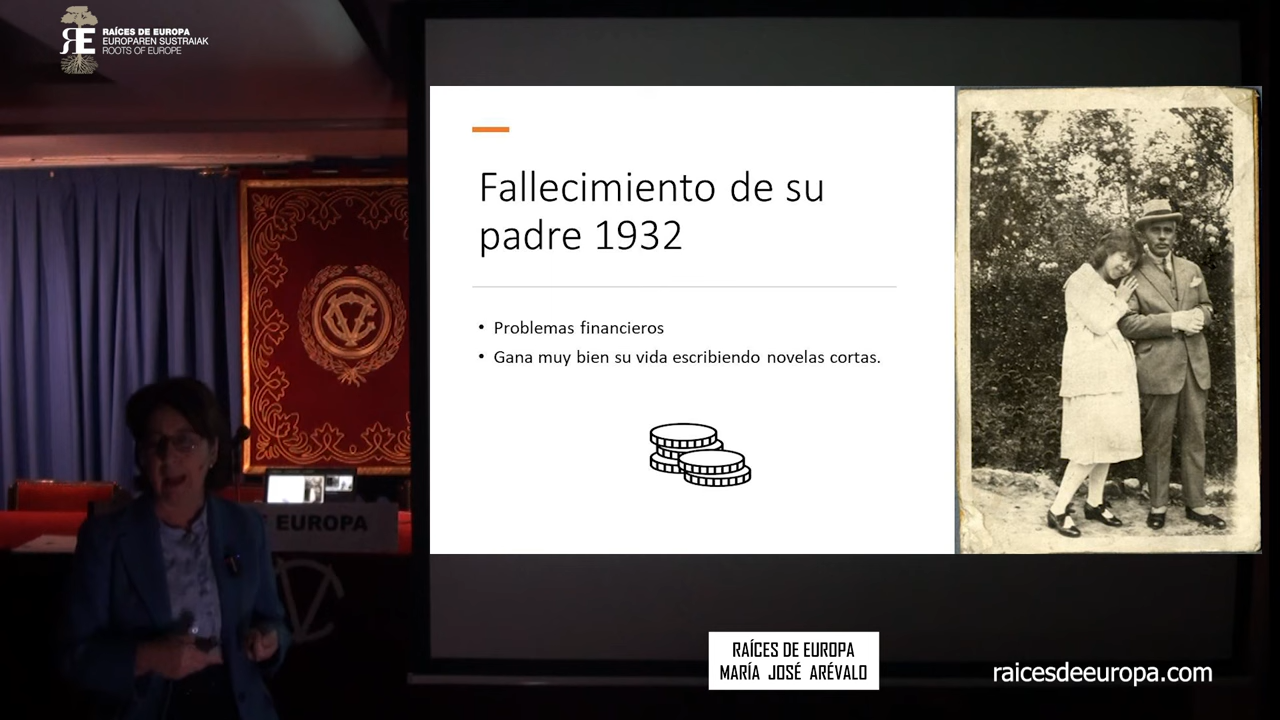 RAÍCES DE EUROPA
EUROPAREN SUSTRAIAK
ROOTS OF EUROPE
Fallecimiento de su
padre 1932
• Problemas financieros
• Gana muy bien su vida escribiendo novelas cortas.
E EUROPA
RAÍCES DE EUROPA
MARÍA JOSÉ ARÉVALO
raicesdeeuropa.com